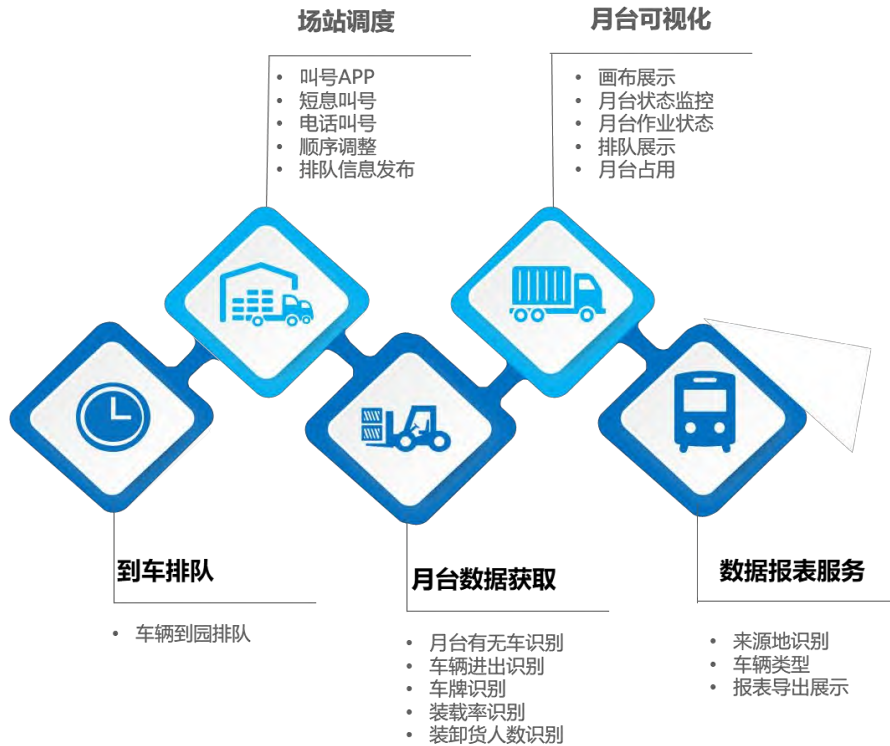 场站调度
叫号APP
短息叫号
电话叫号
顺序调整
排队信息发布
月台可视化
画布展示
月台状态监控
月台作业状态
排队展示
月台占用
到车排队
车辆到园排队
月台数据获取
月台有无车识别
车辆进出识别
车牌识别
装载率识别
装卸货人数识别
数据报表服务
来源地识别
车辆类型
报表导出展示